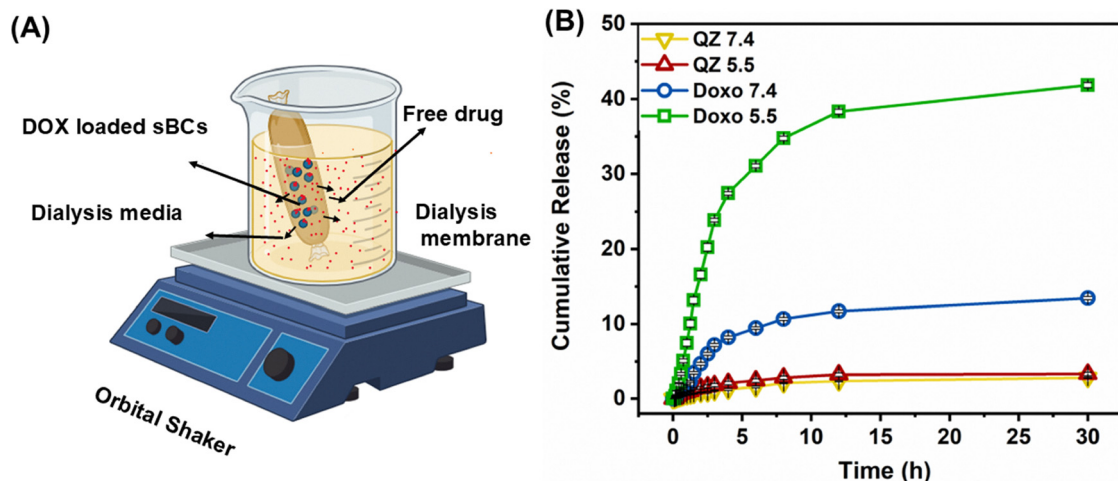 (A)
DOX loaded sBCs
Free drug
Dialysis media
Dialysis
membrane
Orbital Shaker
(B)
QZ 7.4
QZ 5.5
Doxo 7.4
Doxo 5.5
Cumulative Release (%)
50
40
30
20
10
0
0 5 10 15 20 25 30
Time (h)